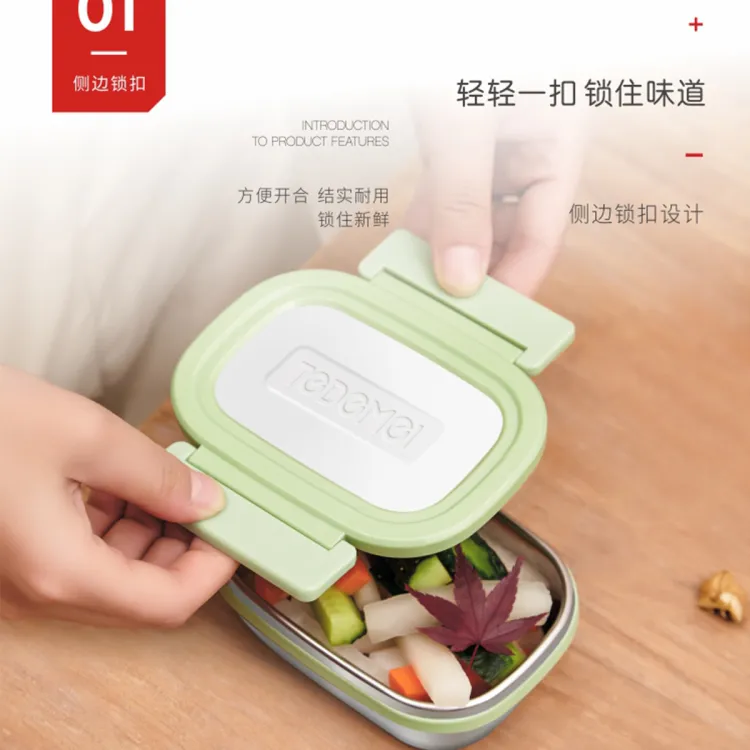 01
侧边锁扣
轻轻一扣 锁住味道
INTRODUCTION
TO PRODUCT FEATURES
方便开合 结实耐用
锁住新鲜
侧边锁扣设计
TeDeMei